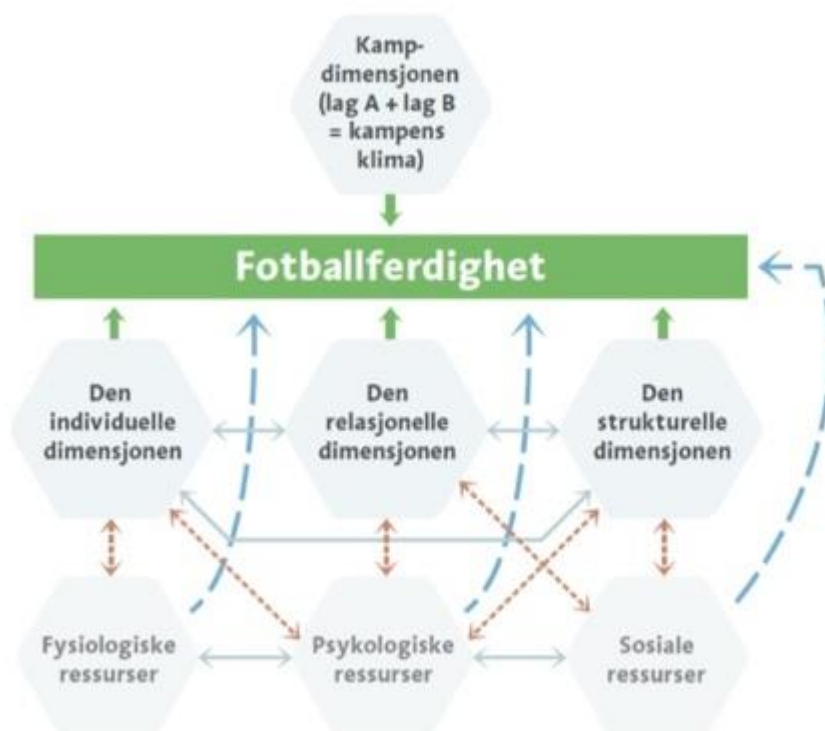 Kamp-
dimensjonen
(lag A + lag B
= kampens
klima)
Fotballferdighet
Den
individuelle
dimensjonen
Den
relasjonelle
dimensjonen
Den
strukturelle
dimensjonen
Fysiologiske
ressurser
Psykologiske
ressurser
Sosiale
ressurser